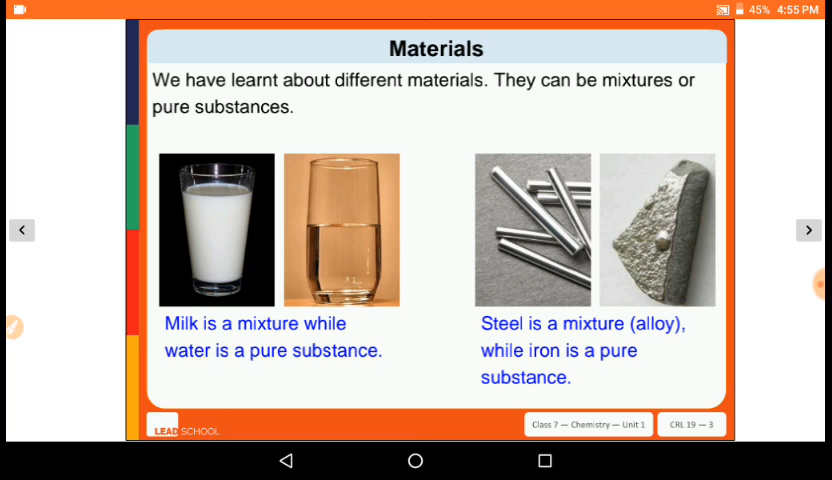 45% 4:55 PM
Materials
We have learnt about different materials. They can be mixtures or
pure substances.
Milk is a mixture while
water is a pure substance.
Steel is a mixture (alloy),
while iron is a pure
substance.
LEAD SCHOOL
Class 7 — Chemistry — Unit 1
CRL 19 — 3